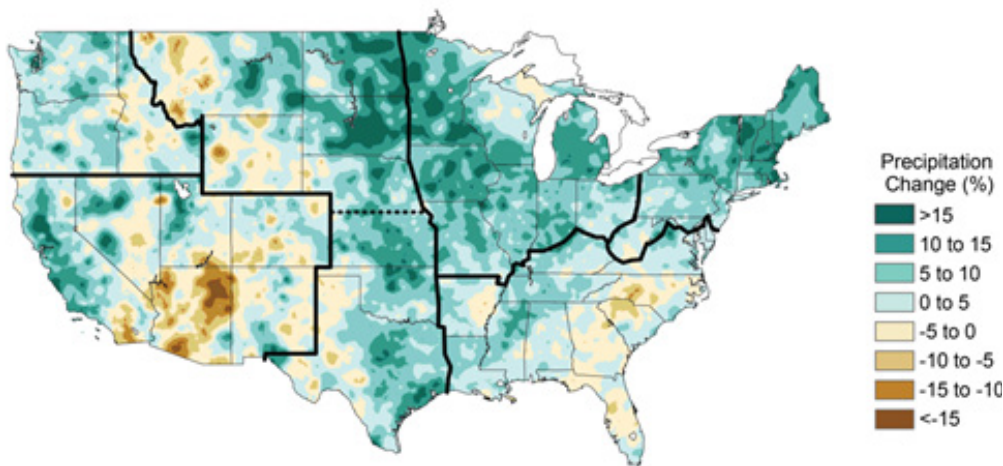 Precipitation
Change (%)
>15
10 to 15
5 to 10
0 to 5
-5 to 0
-10 to -5
-15 to -10
<-15